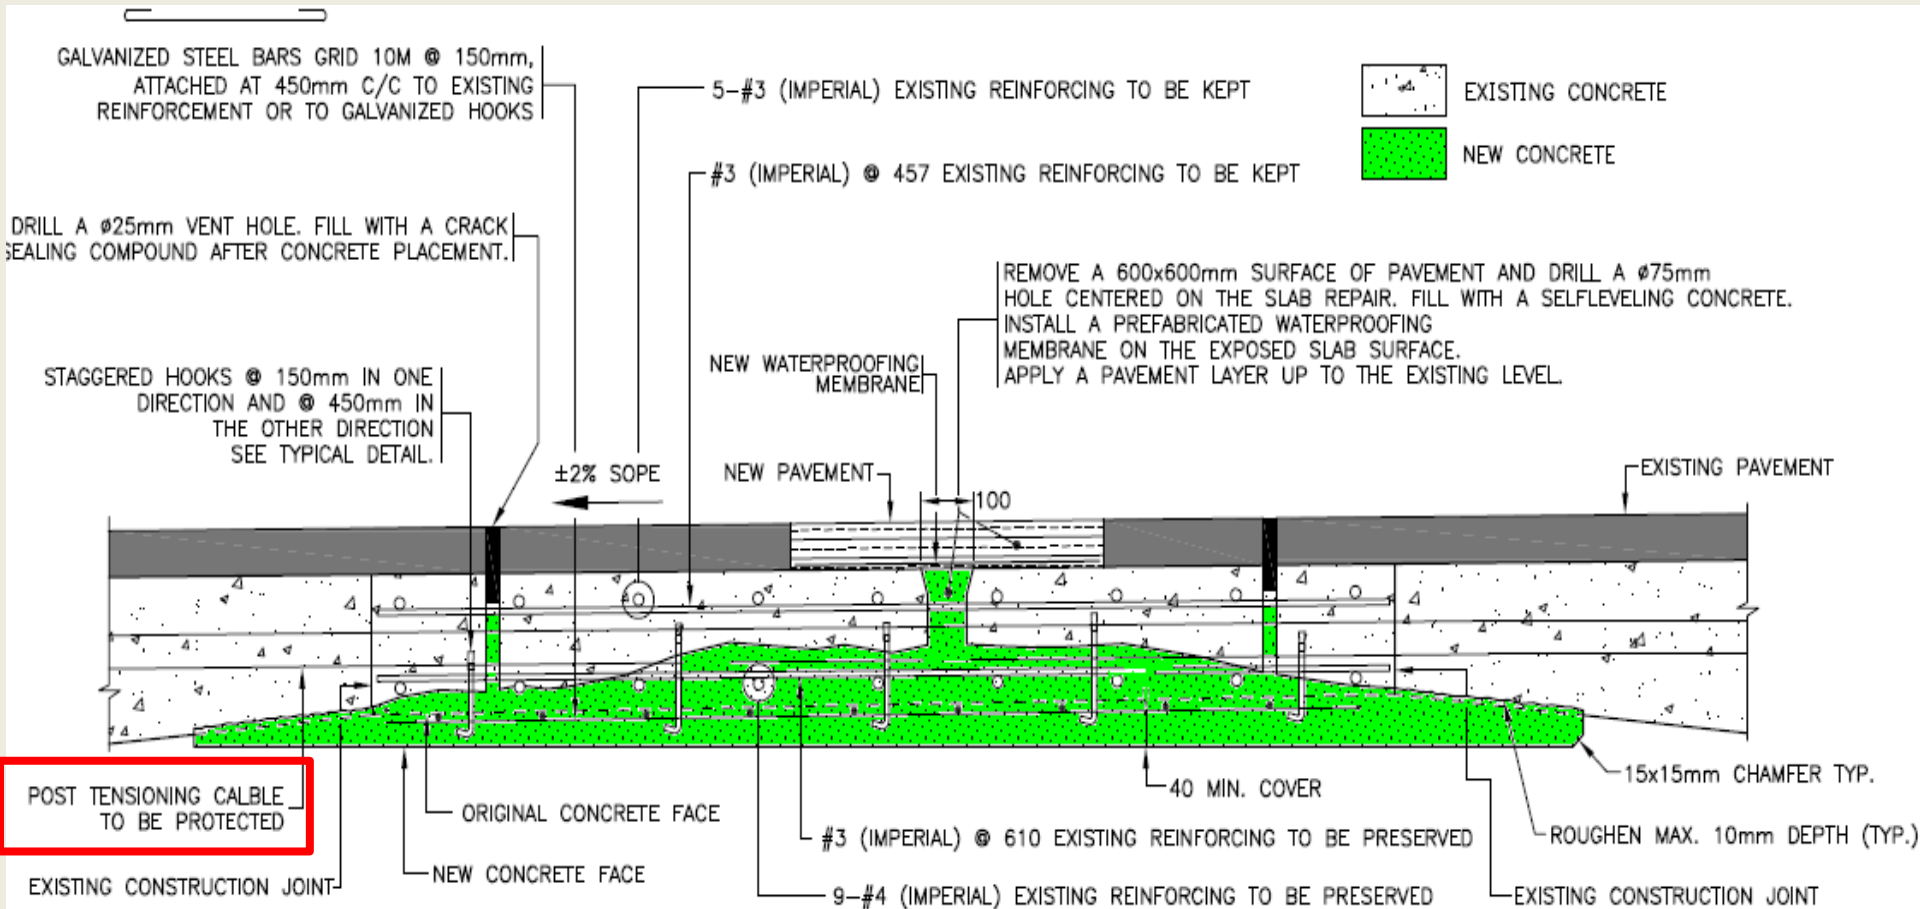 GALVANIZED STEEL BARS GRID 10M @ 150mm,
ATTACHED AT 450mm C/C TO EXISTING
REINFORCEMENT OR TO GALVANIZED HOOKS
5-#3 (IMPERIAL) EXISTING REINFORCING TO BE KEPT
#3 (IMPERIAL) @ 457 EXISTING REINFORCING TO BE KEPT
EXISTING CONCRETE
NEW CONCRETE
DRILL A ø25mm VENT HOLE. FILL WITH A CRACK
SEALING COMPOUND AFTER CONCRETE PLACEMENT.
REMOVE A 600x600mm SURFACE OF PAVEMENT AND DRILL A ø75mm
HOLE CENTERED ON THE SLAB REPAIR. FILL WITH A SELFLEVELING CONCRETE.
INSTALL A PREFABRICATED WATERPROOFING
MEMBRANE ON THE EXPOSED SLAB SURFACE.
APPLY A PAVEMENT LAYER UP TO THE EXISTING LEVEL.
NEW WATERPROOFING
MEMBRANE
STAGGERED HOOKS @ 150mm IN ONE
DIRECTION AND @ 450mm IN
THE OTHER DIRECTION
SEE TYPICAL DETAIL.
±2% SOPE
NEW PAVEMENT
100
EXISTING PAVEMENT
POST TENSIONING CALBLE
TO BE PROTECTED
EXISTING CONSTRUCTION JOINT
ORIGINAL CONCRETE FACE
NEW CONCRETE FACE
40 MIN. COVER
#3 (IMPERIAL) @ 610 EXISTING REINFORCING TO BE PRESERVED
9-#4 (IMPERIAL) EXISTING REINFORCING TO BE PRESERVED
15x15mm CHAMFER TYP.
ROUGHEN MAX. 10mm DEPTH (TYP.)
EXISTING CONSTRUCTION JOINT